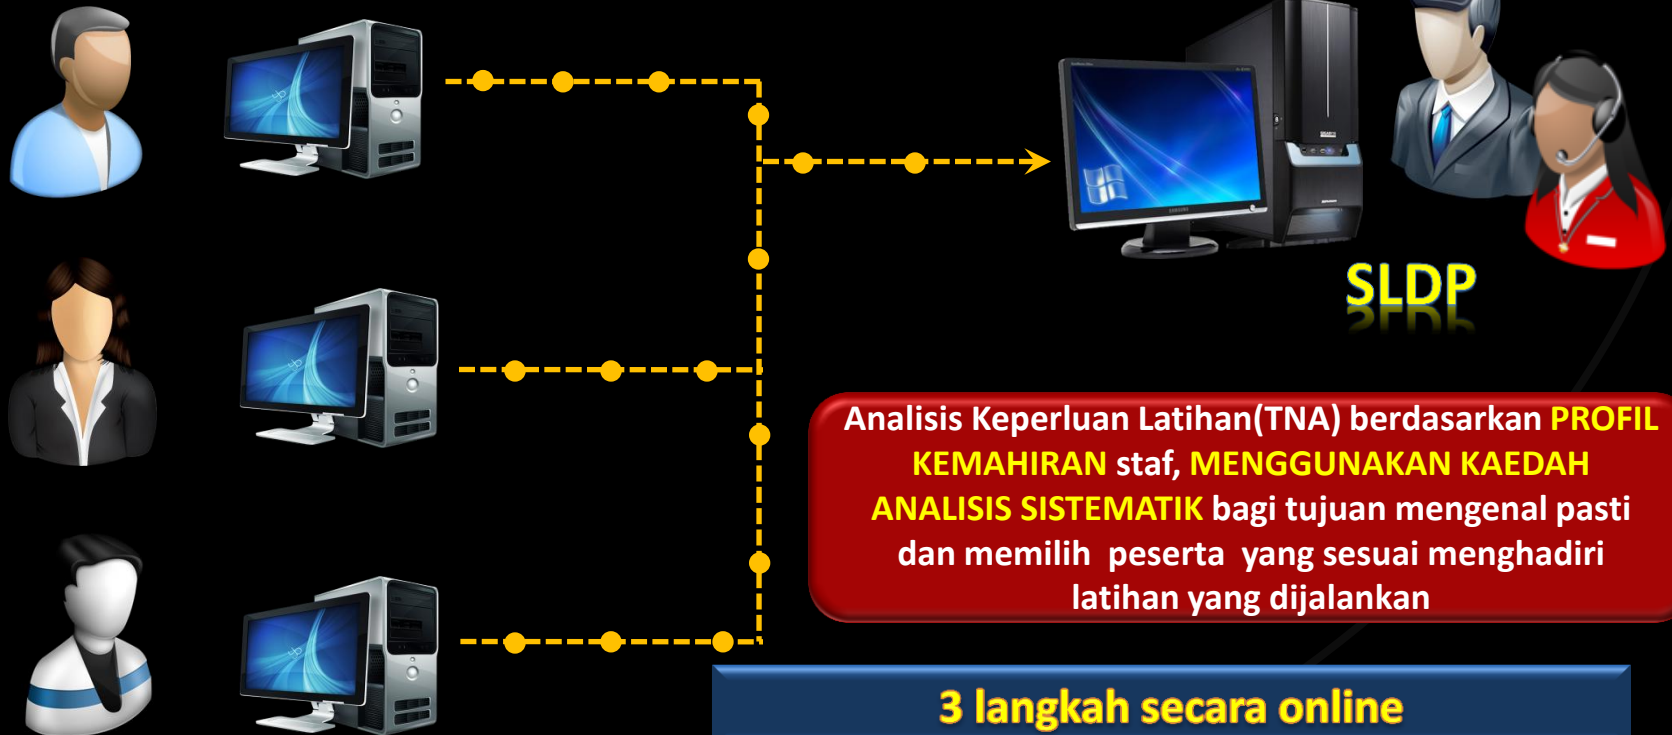 SLDP
Analisis Keperluan Latihan(TNA) berdasarkan PROFIL
KEMAHIRAN staf, MENGGUNAKAN KAEDAH
ANALISIS SISTEMATIK bagi tujuan mengenal pasti
dan memilih peserta yang sesuai menghadiri
latihan yang dijalankan
3 langkah secara online